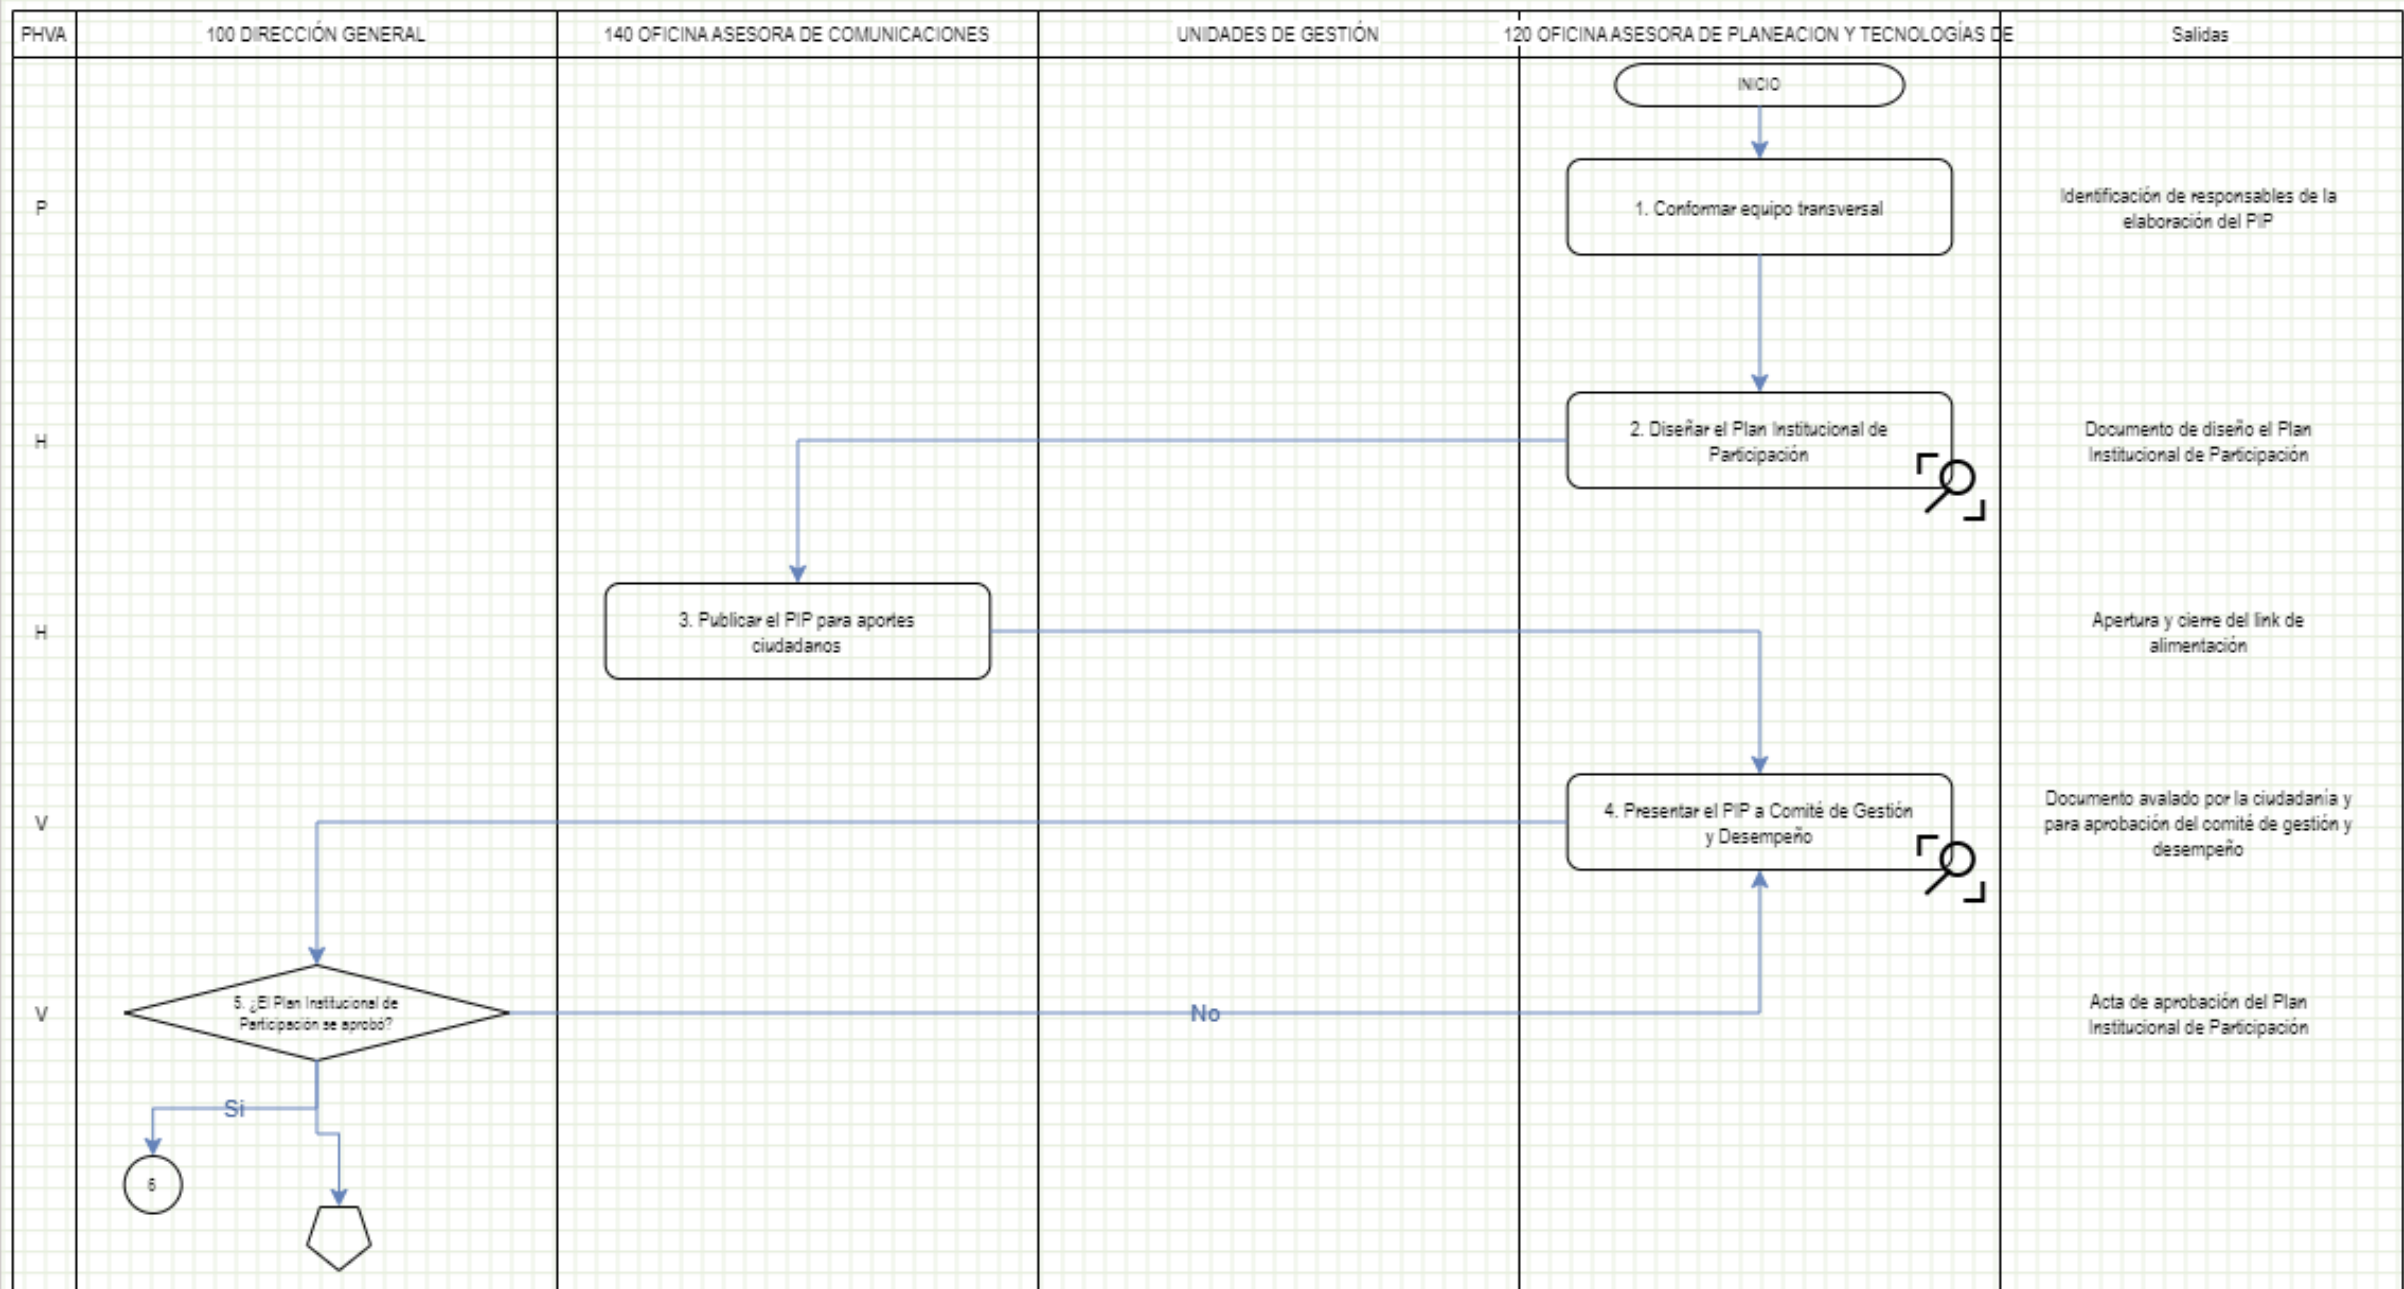 PHVA
100 DIRECCIÓN GENERAL
140 OFICINA ASESORA DE COMUNICACIONES
UNIDADES DE GESTIÓN
120 OFICINA ASESORA DE PLANEACION Y TECNOLOGÍAS DE
Salidas
INICIO
P
1. Conformar equipo transversal
Identificación de responsables de la
elaboración del PIP
H
2. Diseñar el Plan Institucional de
Participación
Documento de diseño el Plan
Institucional de Participación
H
3. Publicar el PIP para aportes
ciudadanos
Apertura y cierre del link de
alimentación
V
4. Presentar el PIP a Comité de Gestión
y Desempeño
Documento avalado por la ciudadanía y
para aprobación del comité de gestión y
desempeño
V
5. ¿El Plan Institucional de
Participación se aprobó?
No
Acta de aprobación del Plan
Institucional de Participación
Si
6